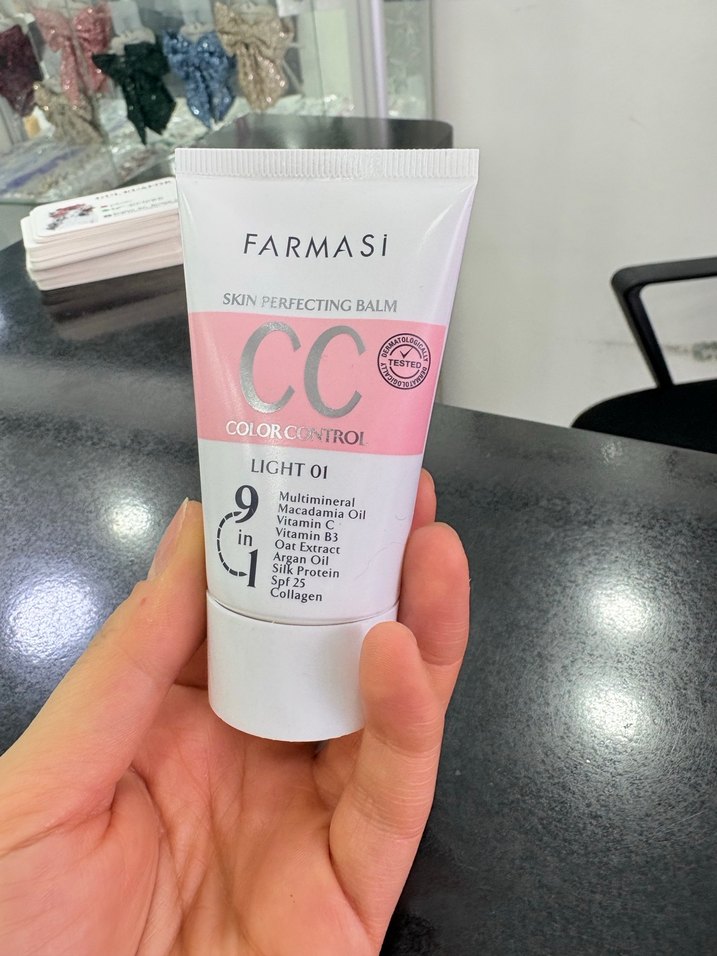 FARMASİ
SKIN PERFECTING BALM
CC
DERMATOLOGICALLY
TESTED
DERMATOLOGICALLY
COLOR CONTROL
LIGHT 01
9
in
1
Multimineral
Macadamia Oil
Vitamin C
Vitamin B3
Oat Extract
Argan Oil
Silk Protein
Spf 25
Collagen